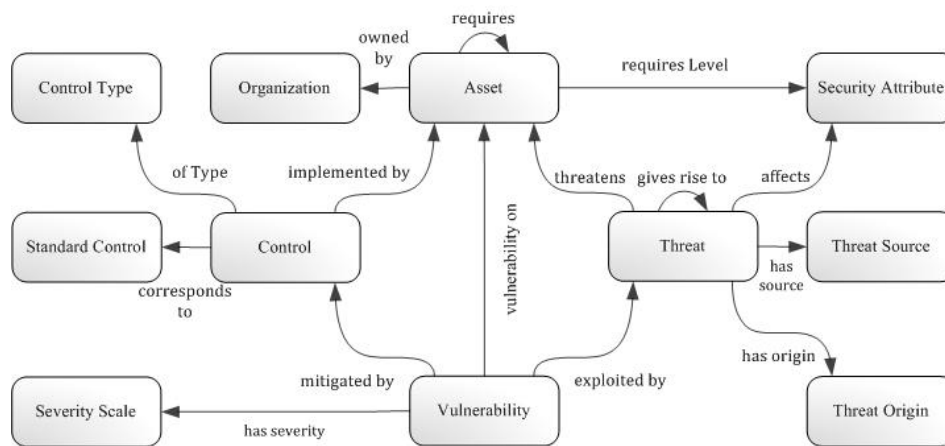 requires
owned
by
requires Level
Control Type
Organization
Asset
Security Attribute
of Type
implemented by
threatens
gives rise to
affects
vulnerability on
Standard Control
Control
Threat
Threat Source
corresponds
to
has
source
mitigated by
exploited by
has origin
Severity Scale
has severity
Vulnerability
Threat Origin